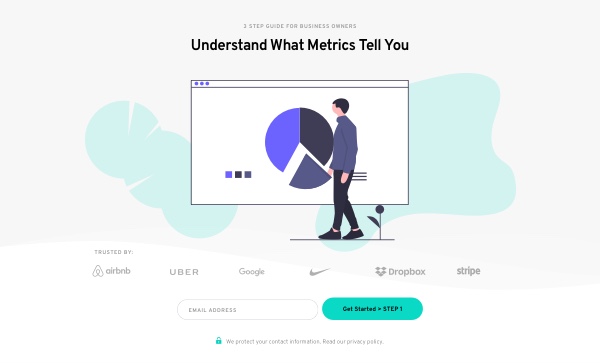 3 STEP GUIDE FOR BUSINESS OWNERS
Understand What Metrics Tell You
TRUSTED BY:
airbnb UBER Google Dropbox stripe
EMAIL ADDRESS
Get Started > STEP 1
We protect your contact information. Read our privacy policy.